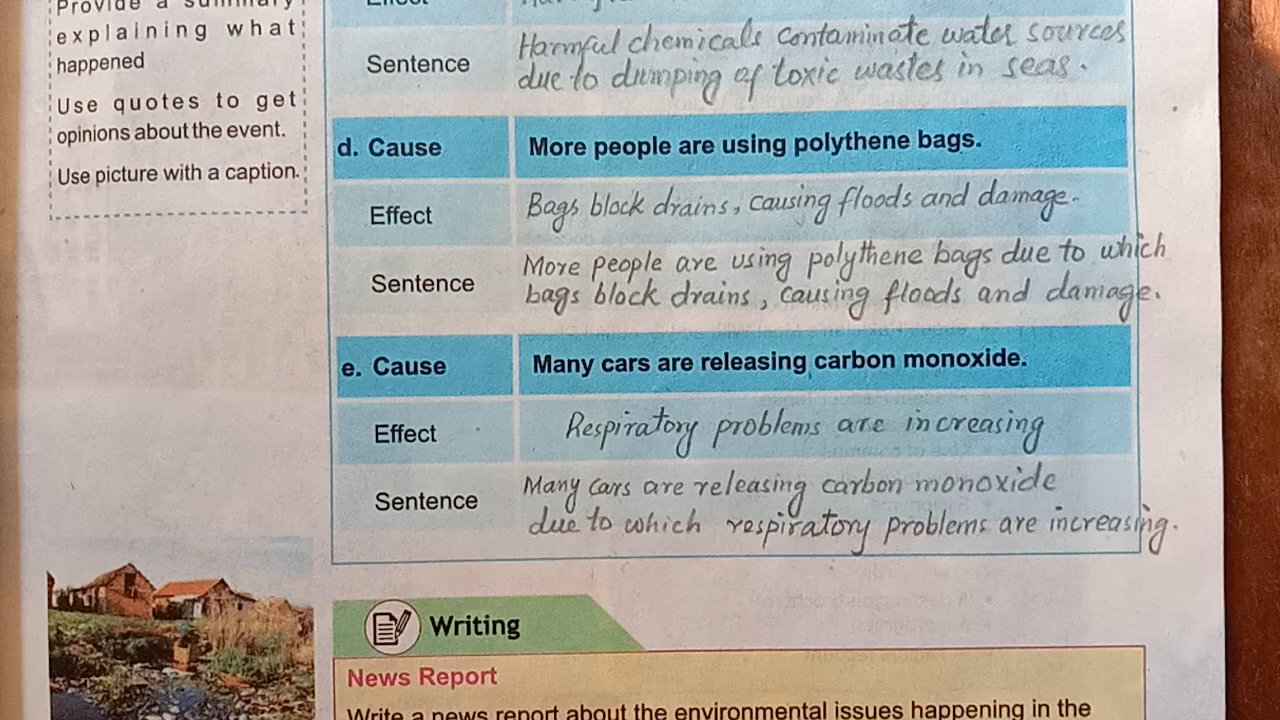 Provide a summary
explaining what
happened
Use quotes to get
opinions about the event.
Use picture with a caption.
Effect
Sentence
Harmful chemicals contaminate water sources
due to dumping of toxic wastes in seas.
d. Cause
More people are using polythene bags.
Effect
Bags block drains, causing floods and damage.
Sentence
More people are using polythene bags due to which
bags block drains, causing floods and damage.
e. Cause
Many cars are releasing carbon monoxide.
Effect
Respiratory problems are increasing
Sentence
Many cars are releasing carbon monoxide
due to which respiratory problems are increasing.
Writing
News Report
Write a news report about the environmental issues happening in the